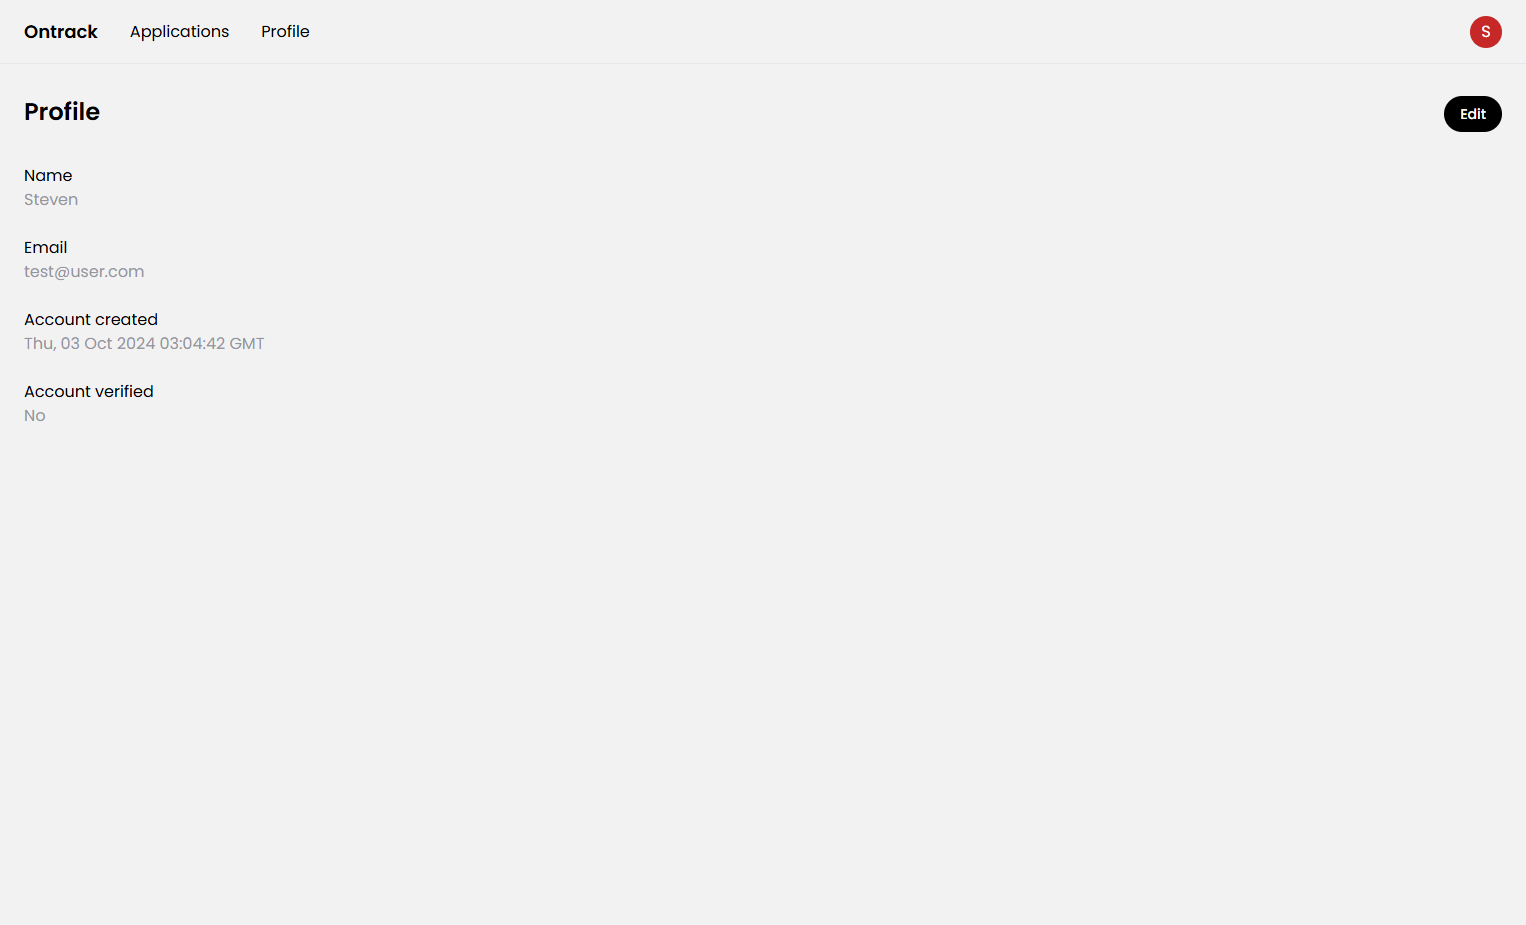 Ontrack Applications Profile S
Profile Edit
Name
Steven
Email
test@user.com
Account created
Thu, 03 Oct 2024 03:04:42 GMT
Account verified
No